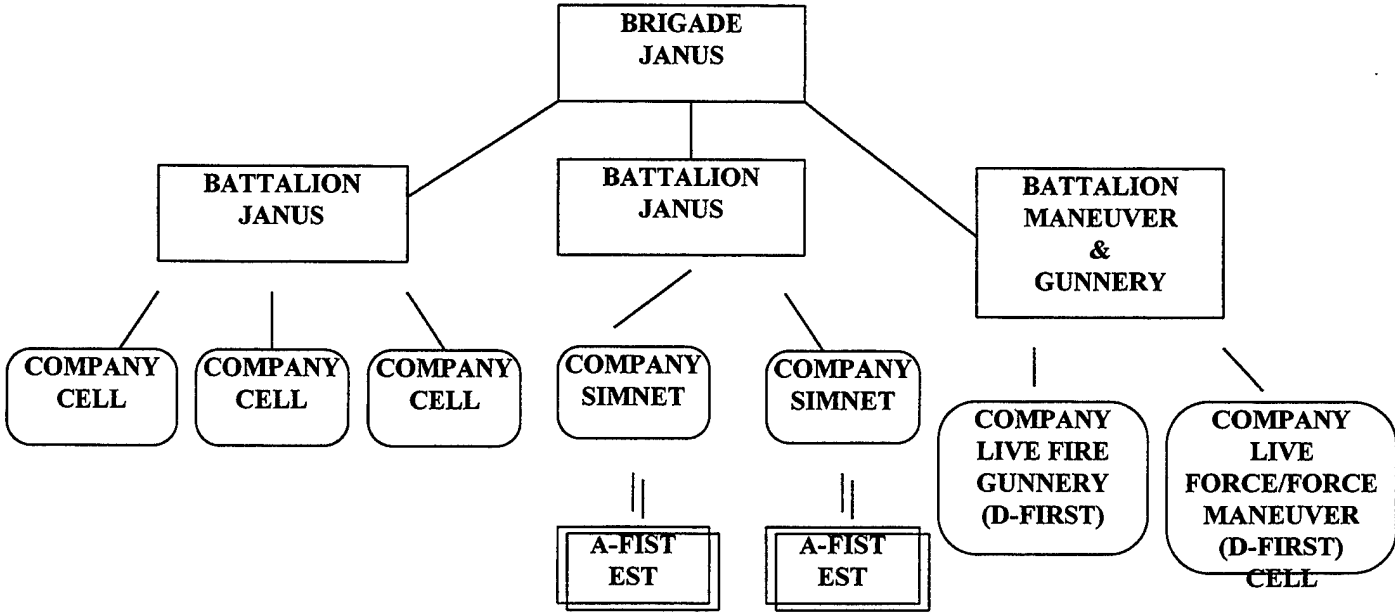 BRIGADE
JANUS
BATTALION
JANUS
BATTALION
JANUS
BATTALION
MANEUVER
&
GUNNERY
COMPANY
CELL
COMPANY
CELL
COMPANY
CELL
COMPANY
SIMNET
COMPANY
SIMNET
COMPANY
LIVE FIRE
GUNNERY
(D-FIRST)
COMPANY
LIVE
FORCE/FORCE
MANEUVER
(D-FIRST)
CELL
A-FIST
EST
A-FIST
EST